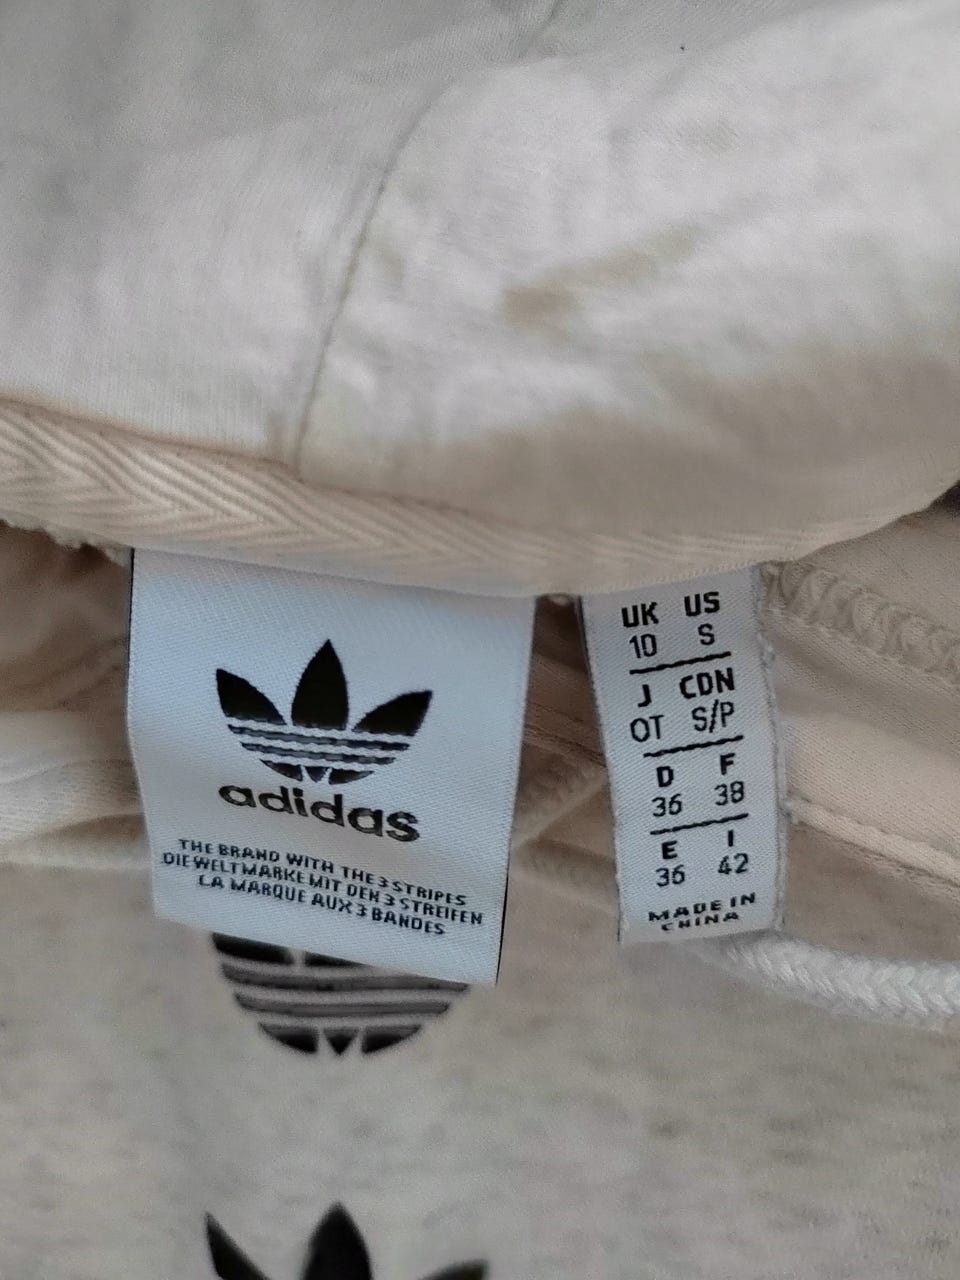 adidas
THE BRAND WITH THE 3 STRIPES
DIE WELTMARKE MIT DEN 3 STREIFEN
LA MARQUE AUX 3 BANDES
UK US
10 S
J CDN
OT S/P
D F
36 38
E I
36 42
MADE IN
CHINA